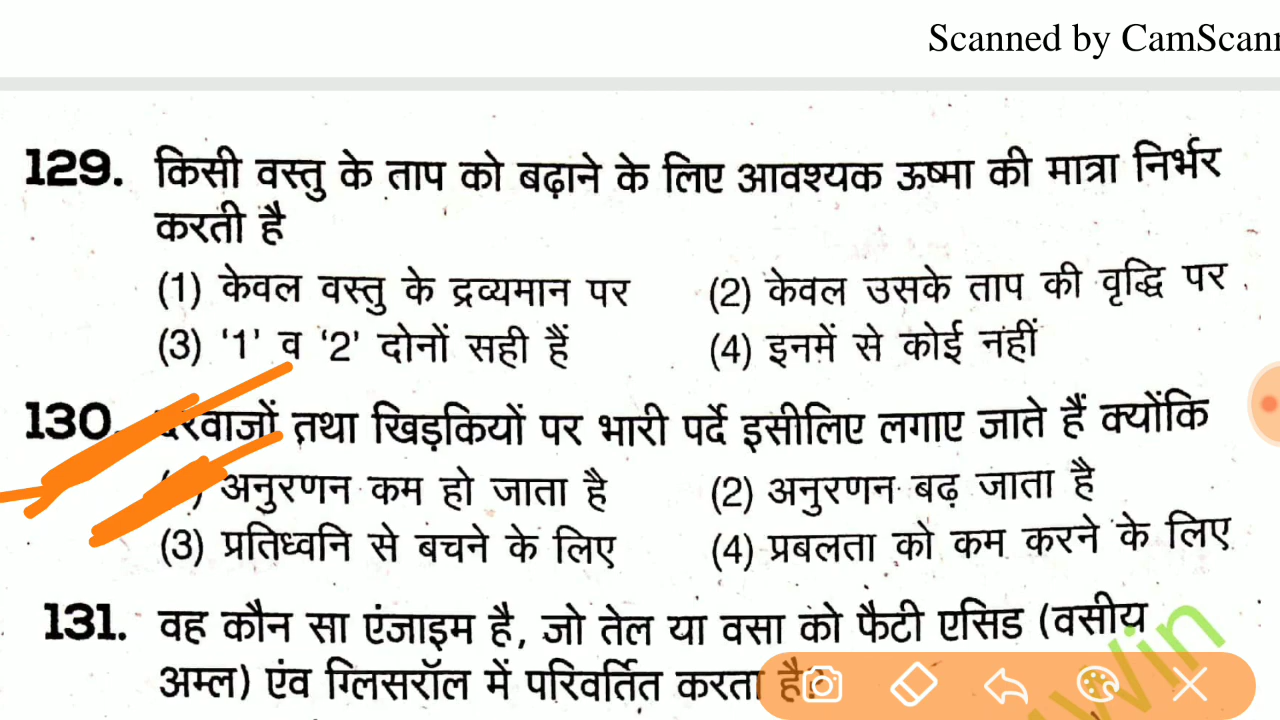 Scanned by CamScann
129. किसी वस्तु के ताप को बढ़ाने के लिए आवश्यक ऊष्मा की मात्रा निर्भर
करती है
(1) केवल वस्तु के द्रव्यमान पर (2) केवल उसके ताप की वृद्धि पर
(3) ‘1’ व ‘2’ दोनों सही हैं (4) इनमें से कोई नहीं
130. दरवाजों तथा खिड़कियों पर भारी पर्दे इसीलिए लगाए जाते हैं क्योंकि
अनुरणन कम हो जाता है (2) अनुरणन बढ़ जाता है
(3) प्रतिध्वनि से बचने के लिए (4) प्रबलता को कम करने के लिए
131. वह कौन सा एंजाइम है, जो तेल या वसा को फैटी एसिड (वसीय
अम्ल) एंव ग्लिसरॉल में परिवर्तित करता है?
Win